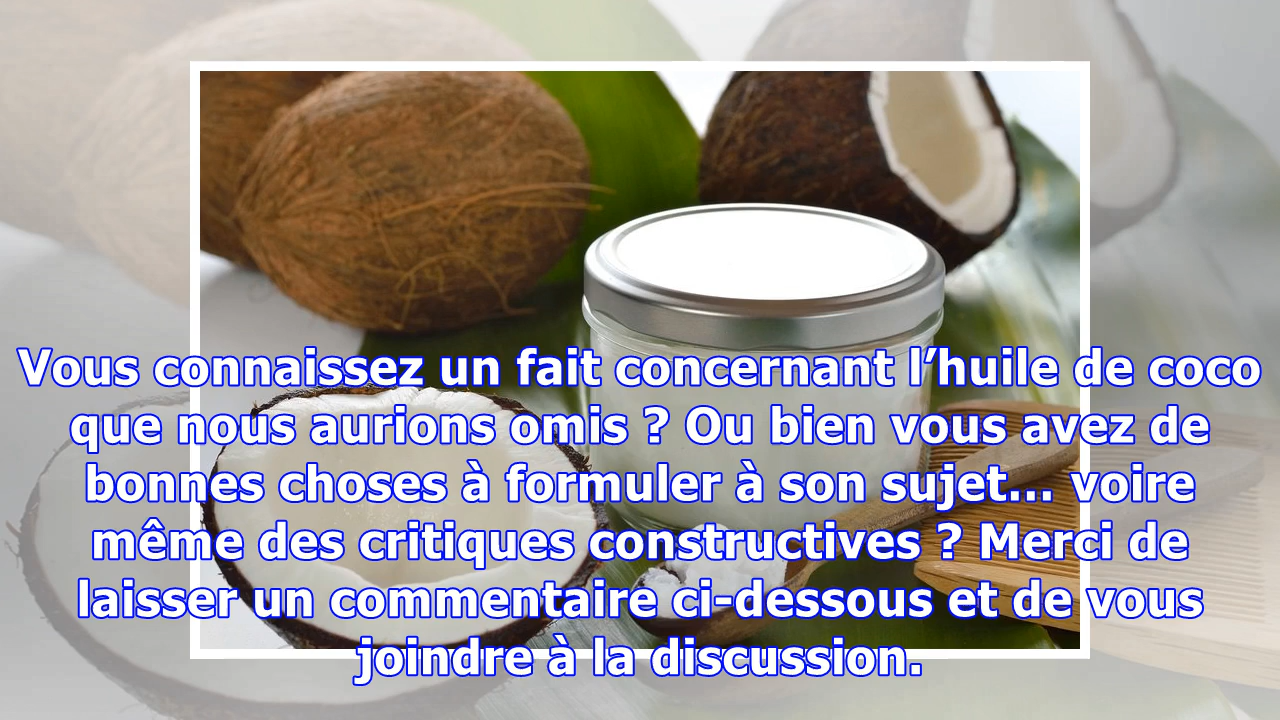 Vous connaissez un fait concernant l’huile de coco
que nous aurions omis ? Ou bien vous avez de
bonnes choses à formuler à son sujet… voire
même des critiques constructives ? Merci de
laisser un commentaire ci-dessous et de vous
joindre à la discussion.